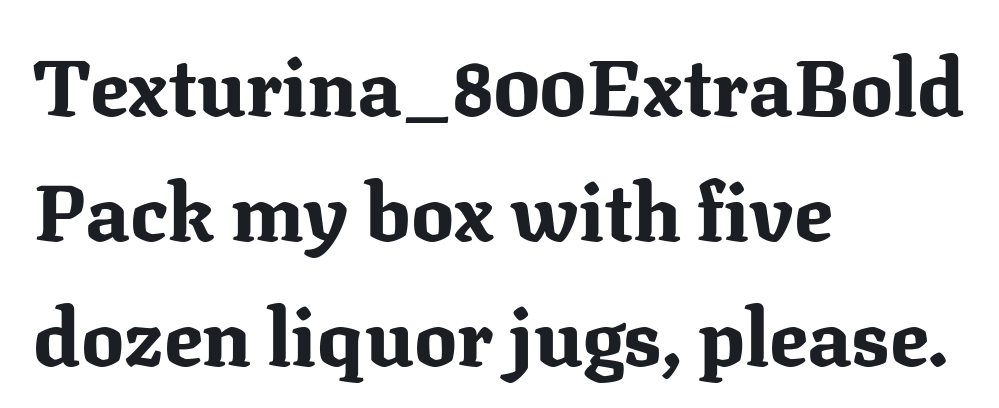 Texturina_800ExtraBold
Pack my box with five
dozen liquor jugs, please.